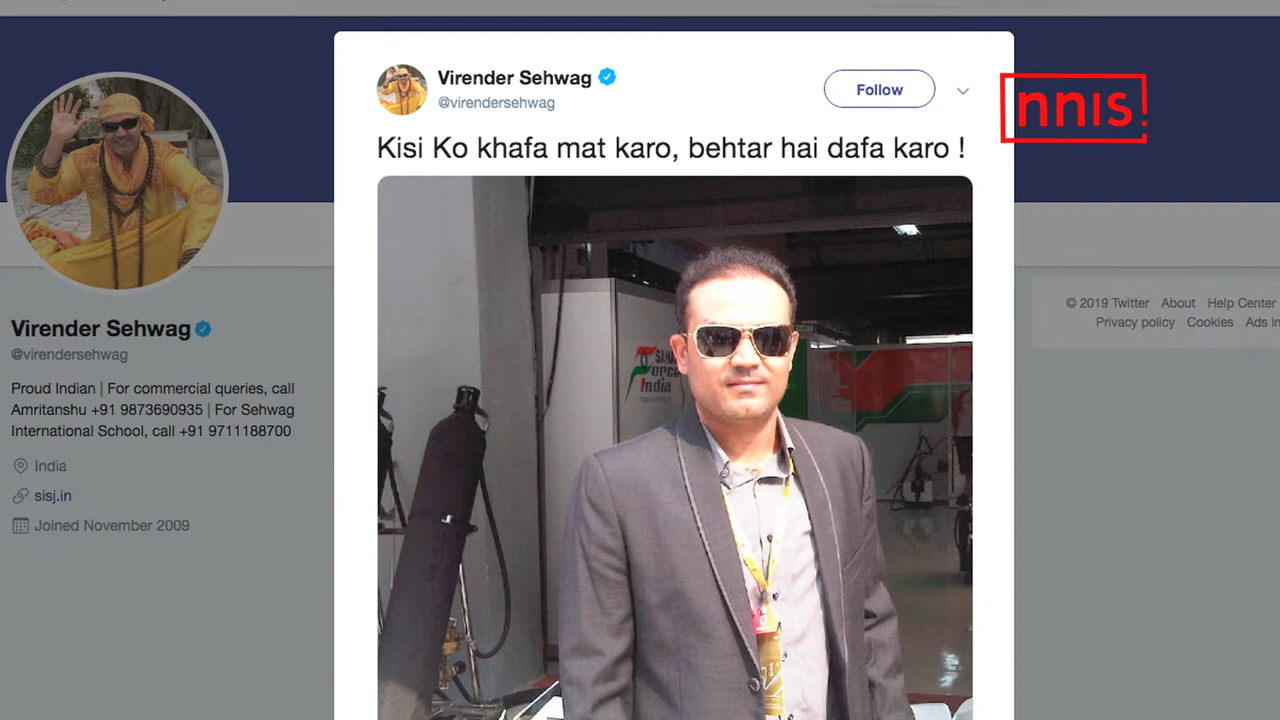 Virender Sehwag
@virendersehwag
Follow
Kisi Ko khafa mat karo, behtar hai dafa karo !
nnis!
SAHARA
Force
India
Virender Sehwag
@virendersehwag
Proud Indian | For commercial queries, call
Amritanshu +91 9873690935 | For Sehwag
International School, call +91 9711188700
India
sisj.in
Joined November 2009
© 2019 Twitter About Help Center
Privacy policy Cookies Ads in